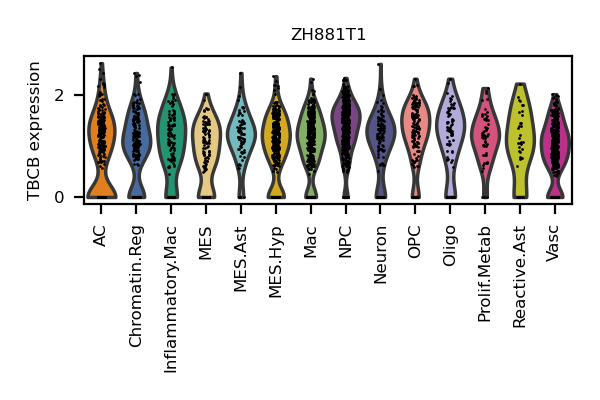 ZH881T1
TBCB expression
2
0
AC
Chromatin.Reg
Inflammatory.Mac
MES
MES.Ast
MES.Hyp
Mac
NPC
Neuron
OPC
Oligo
Prolif.Metab
Reactive.Ast
Vasc